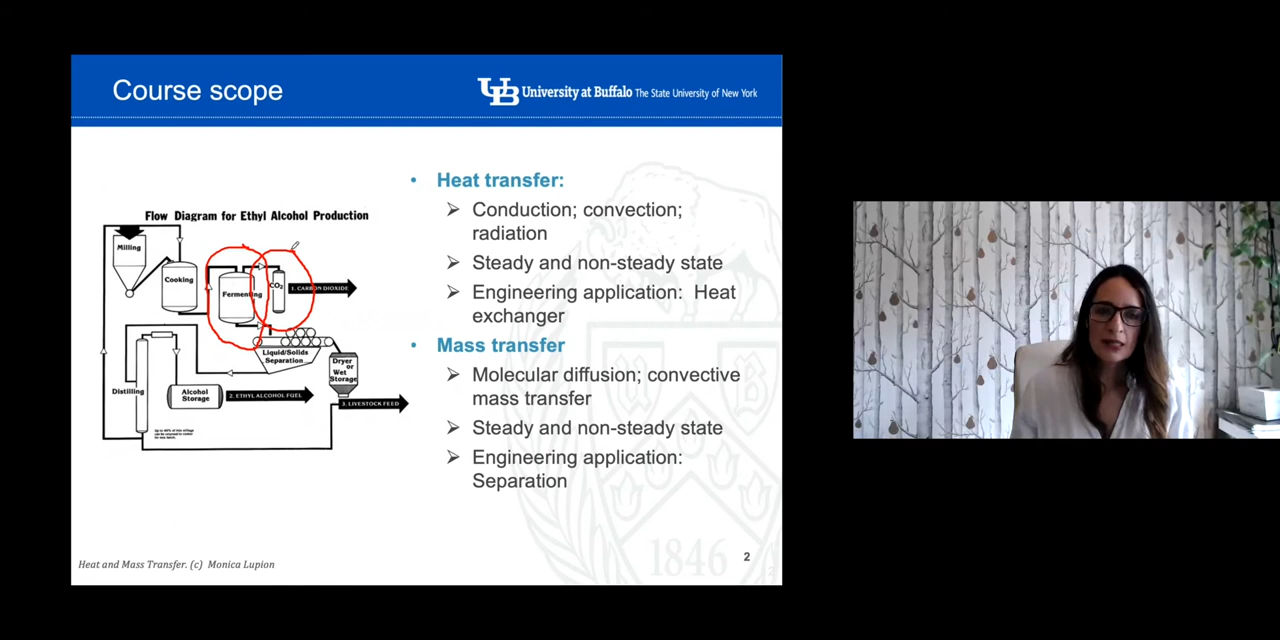 Course scope
UB University at Buffalo The State University of New York
Flow Diagram for Ethyl Alcohol Production
Milling
Cooking
Fermenting
CO2
1. CARBON DIOXIDE
Liquid/Solids
Separation
Dryer
or
Wet
Storage
Distilling
Alcohol
Storage
2. ETHYL ALCOHOL FUEL
3. LIVESTOCK FEED
• Heat transfer:
➢ Conduction; convection;
radiation
➢ Steady and non-steady state
➢ Engineering application: Heat
exchanger
• Mass transfer
➢ Molecular diffusion; convective
mass transfer
➢ Steady and non-steady state
➢ Engineering application:
Separation
1846
Heat and Mass Transfer. (c) Monica Lupion
2